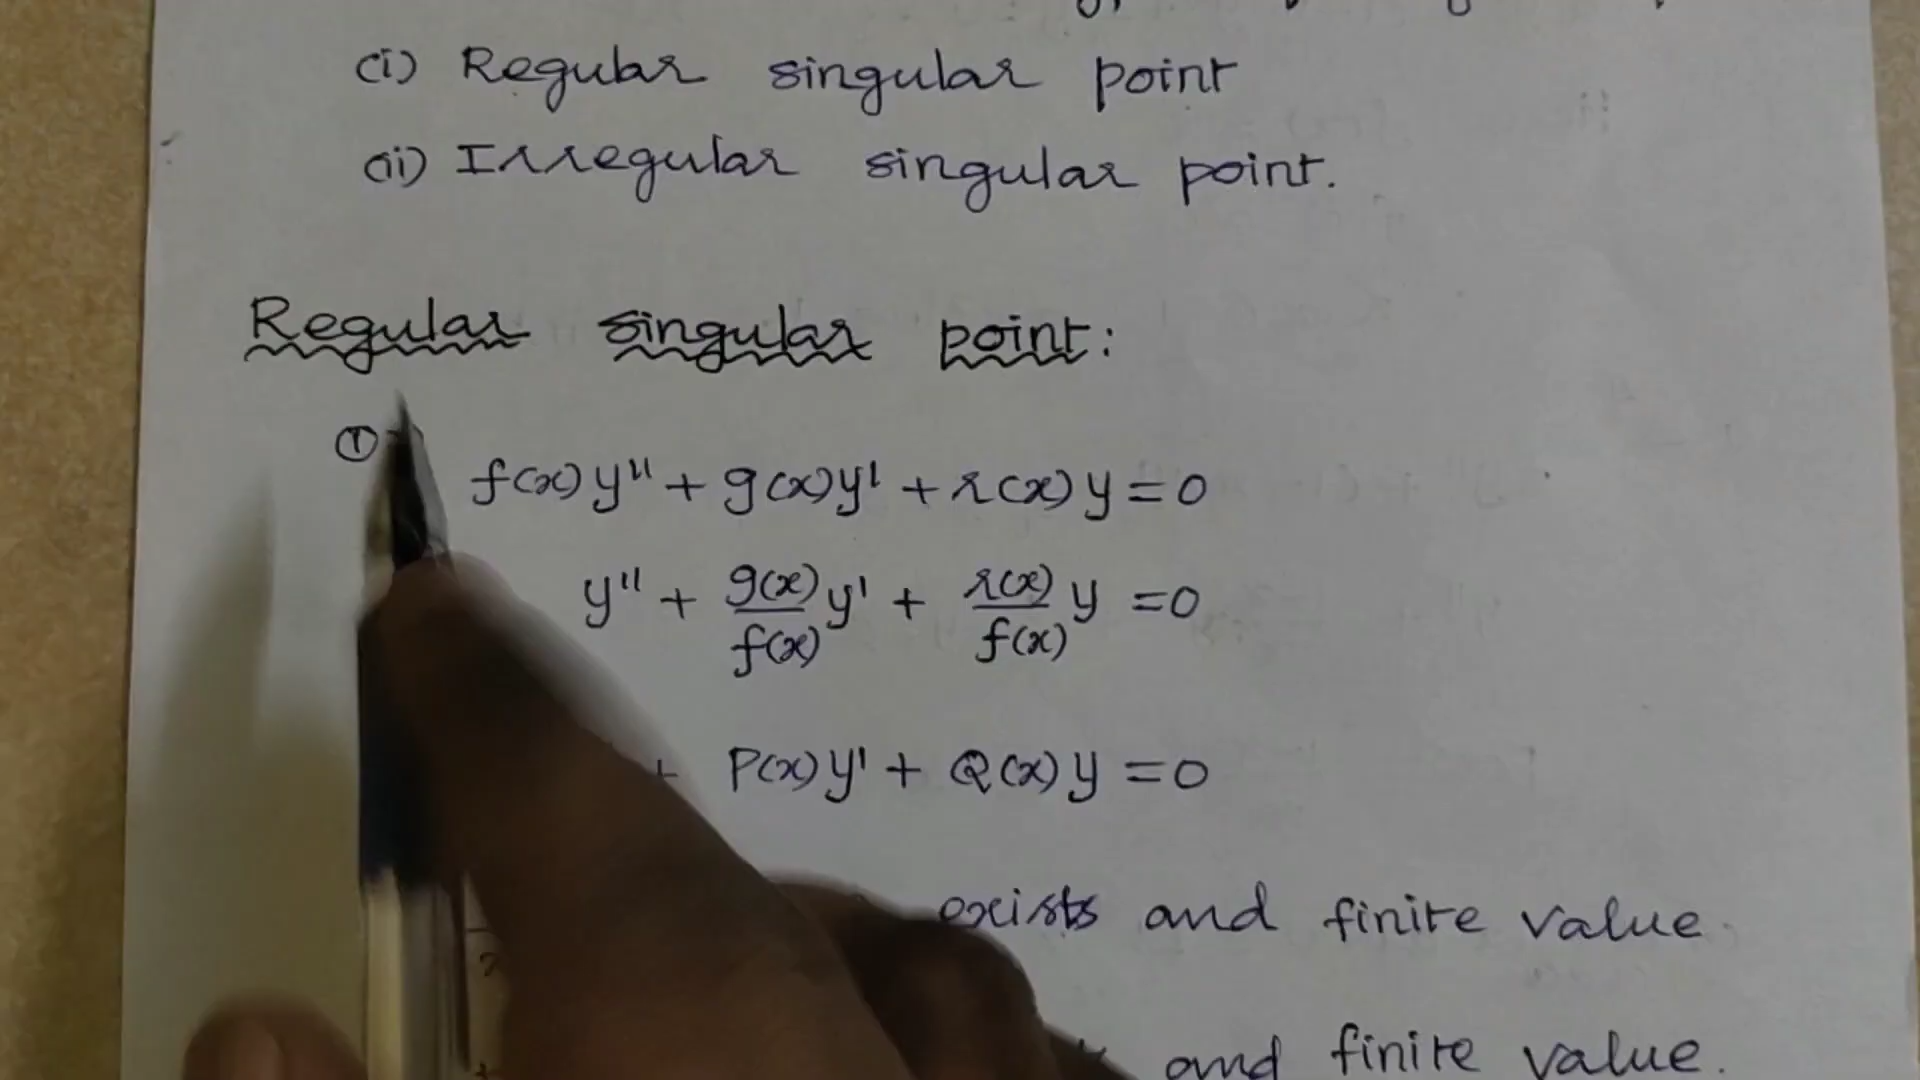 (i) Regular singular point
(ii) Irregular singular point.
Regular singular point:
① f(x)y'' + g(x)y' + r(x)y = 0
y'' + g(x)/f(x) y' + r(x)/f(x) y = 0
+ P(x)y' + Q(x)y = 0
exists and finite value.
and finite value.